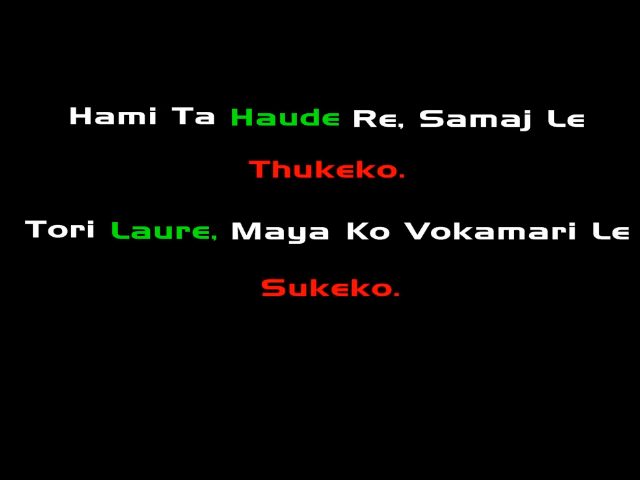 Hami Ta Haude Re, Samaj Le
Thukeko.
Tori Laure, Maya Ko Vokamari Le
Sukeko.